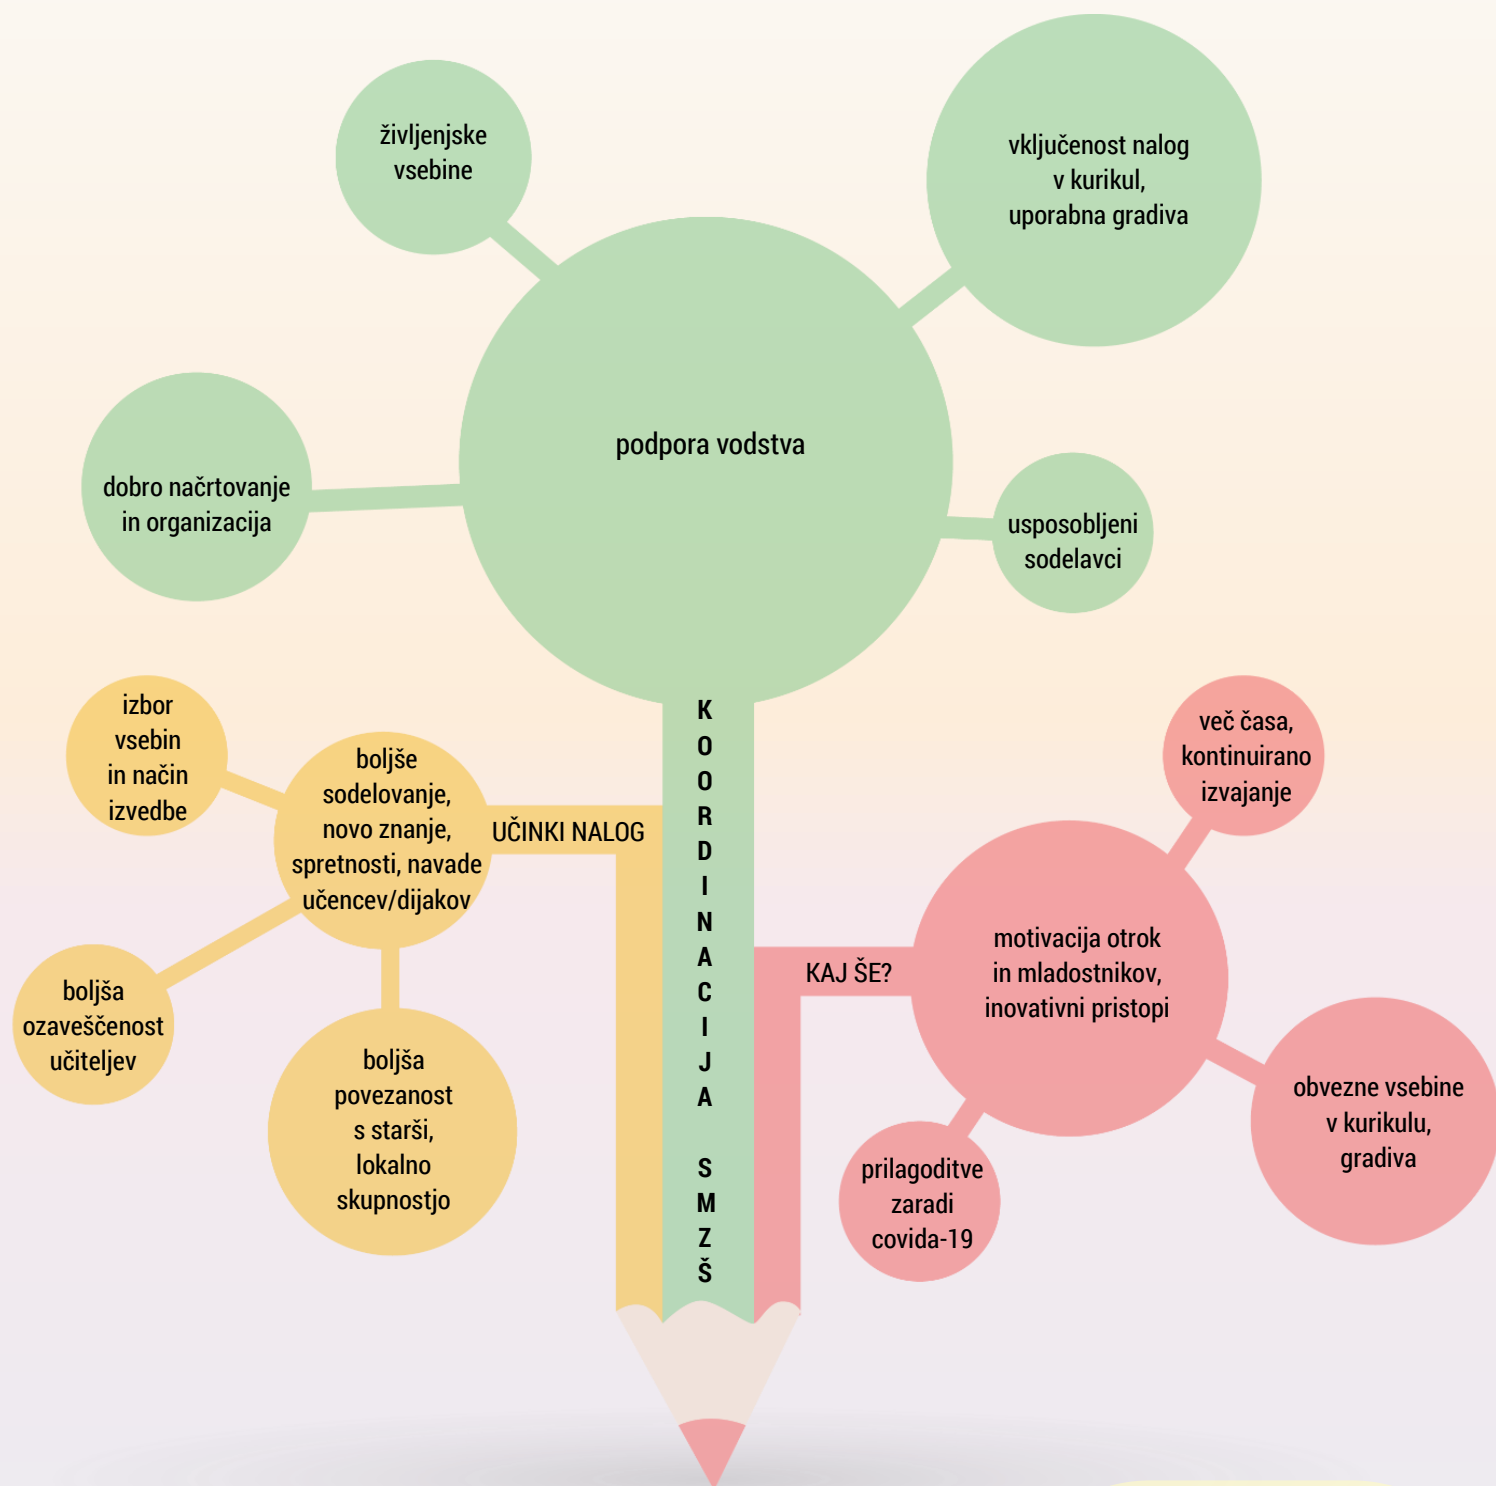 življenjske
vsebine
vključenost nalog
v kurikul,
uporabna gradiva
podpora vodstva
dobro načrtovanje
in organizacija
usposobljeni
sodelavci
K
O
O
R
D
I
N
A
C
I
J
A
S
M
Z
Š
izbor
vsebin
in način
izvedbe
boljše
sodelovanje,
novo znanje,
spretnosti, navade
učencev/dijakov
UČINKI NALOG
boljša
ozaveščenost
učiteljev
boljša
povezanost
s starši,
lokalno
skupnostjo
več časa,
kontinuirano
izvajanje
KAJ ŠE?
motivacija otrok
in mladostnikov,
inovativni pristopi
obvezne vsebine
v kurikulu,
gradiva
prilagoditve
zaradi
covida-19